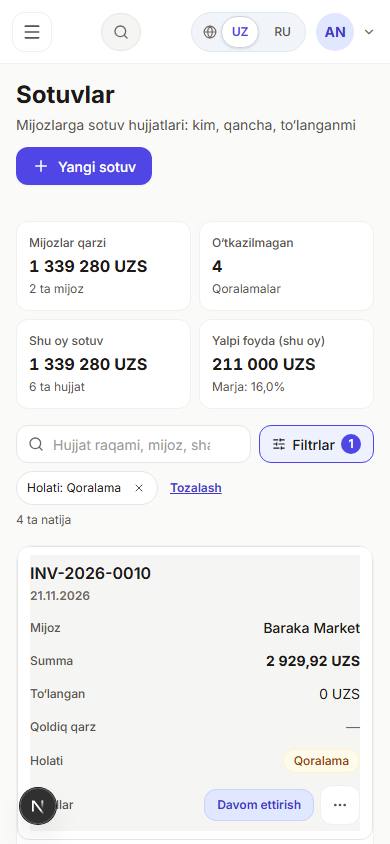 UZ RU AN
Sotuvlar
Mijozlarga sotuv hujjatlari: kim, qancha, to‘langanmi
Yangi sotuv
Mijozlar qarzi
1 339 280 UZS
2 ta mijoz
O‘tkazilmagan
4
Qoralamalar
Shu oy sotuv
1 339 280 UZS
6 ta hujjat
Yalpi foyda (shu oy)
211 000 UZS
Marja: 16,0%
Hujjat raqami, mijoz, sha
Filtrlar 1
Holati: Qoralama
Tozalash
4 ta natija
INV-2026-0010
21.11.2026
Mijoz Baraka Market
Summa 2 929,92 UZS
To‘langan 0 UZS
Qoldiq qarz —
Holati Qoralama
N llar Davom ettirish ...